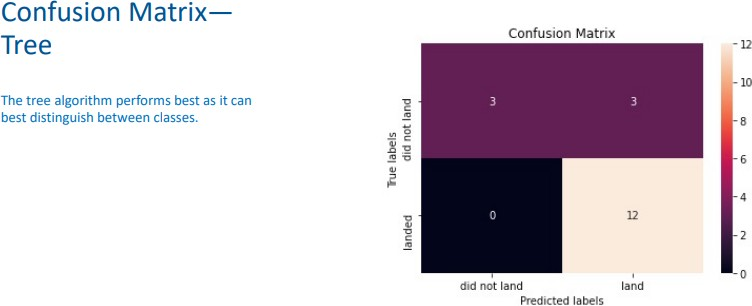 Confusion Matrix—
Tree
The tree algorithm performs best as it can
best distinguish between classes.
Confusion Matrix
12
10
8
6
4
2
0
True labels
did not land
landed
3
3
0
12
did not land
land
Predicted labels